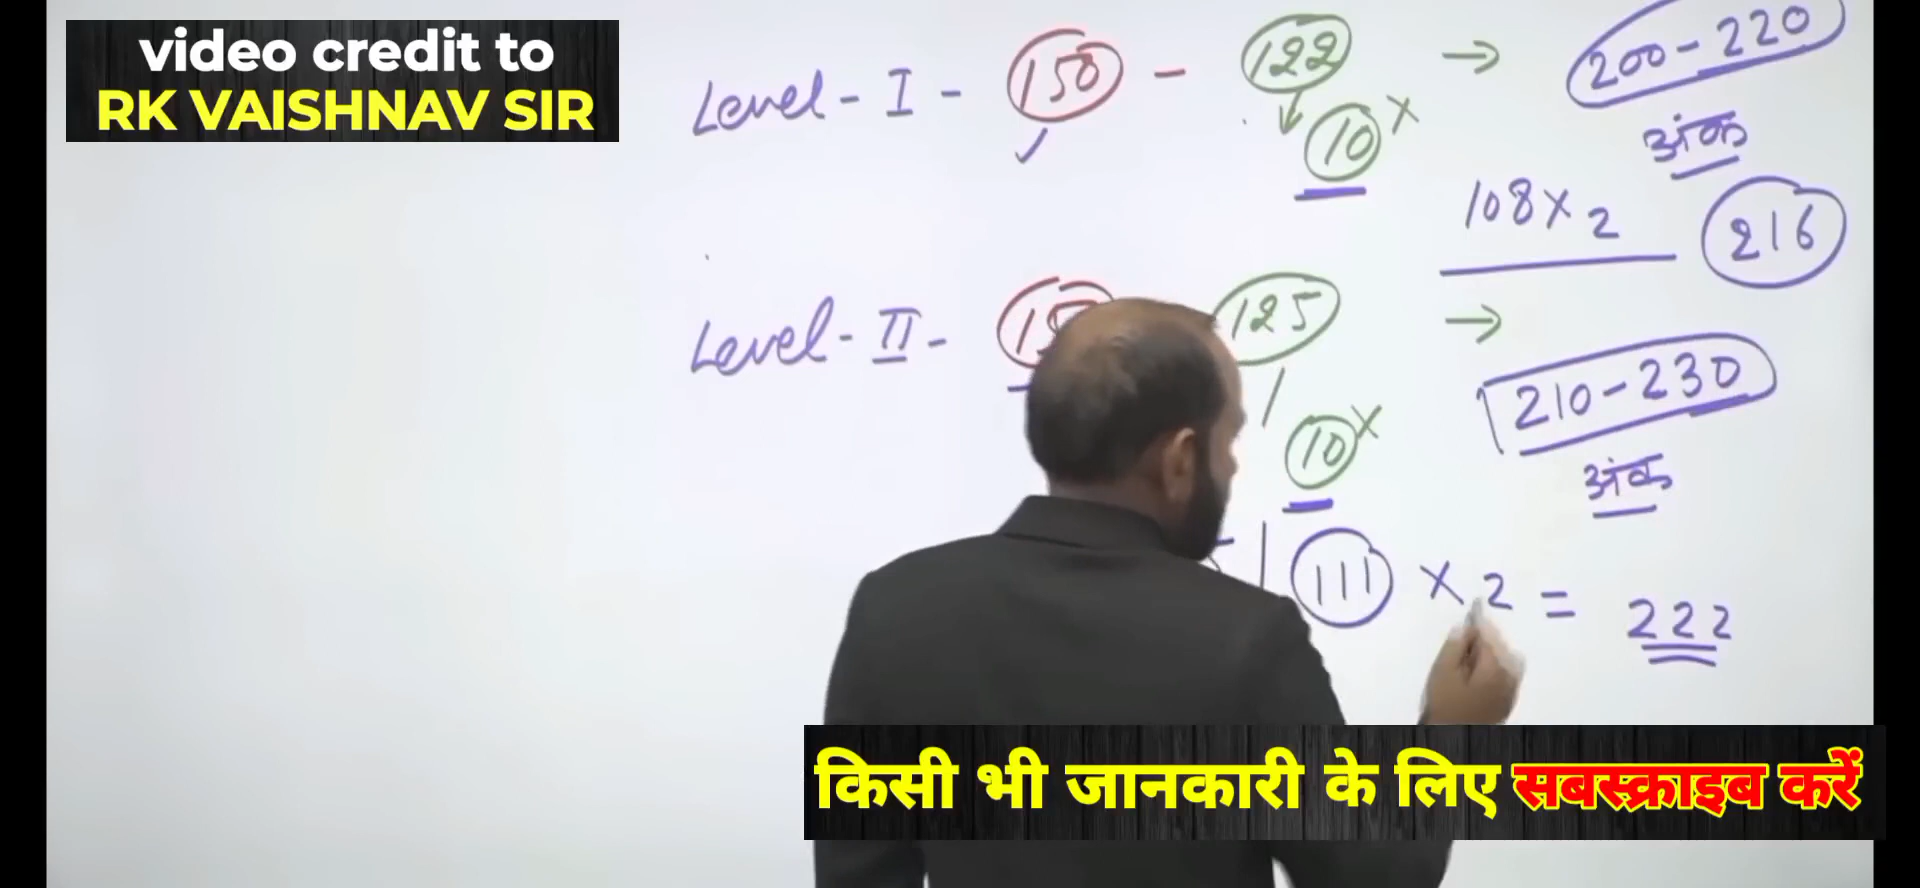 video credit to
RK VAISHNAV SIR
Level - I - 150 - 122 → 200-220
10 x
अंक
108 x 2
216
Level - II - 125 → 210-230
10 x
अंक
111 x 2 = 222
किसी भी जानकारी के लिए सबस्क्राइब करें